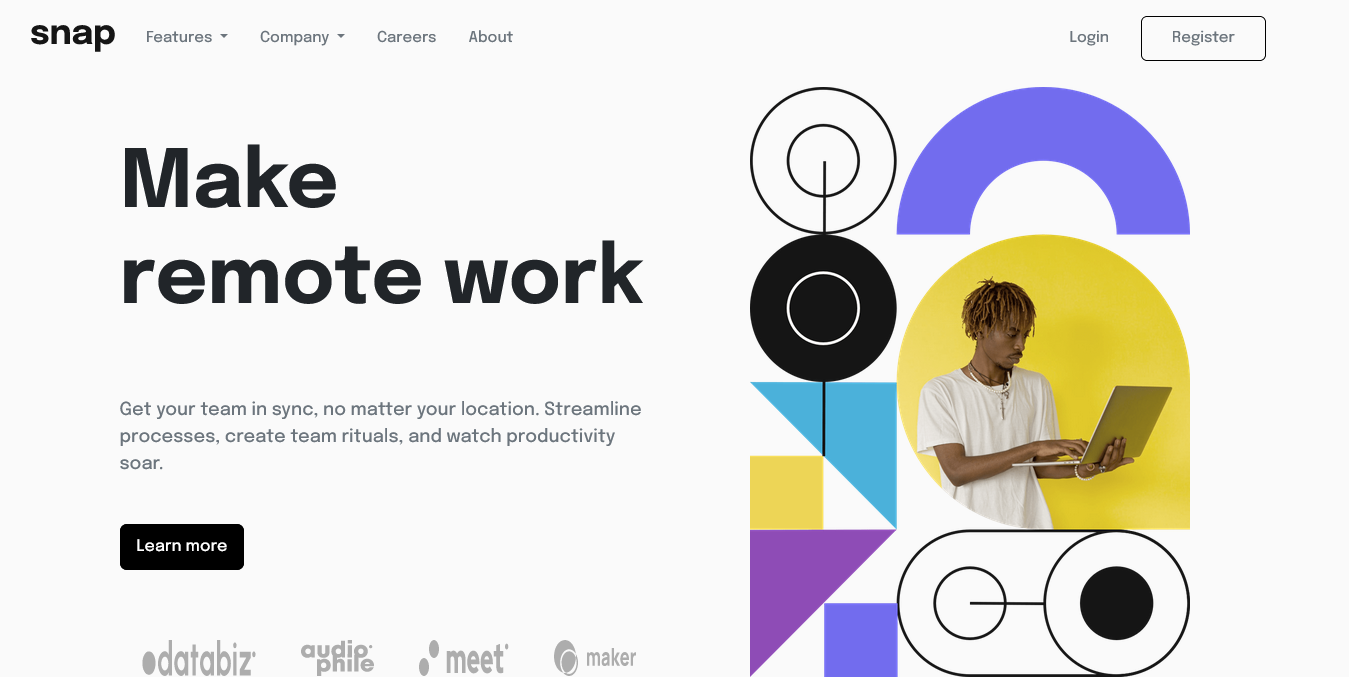 snap
Features
Company
Careers
About
Login
Register
Make
remote work
Get your team in sync, no matter your location. Streamline
processes, create team rituals, and watch productivity
soar.
Learn more
databiz
audiophile
meet
maker